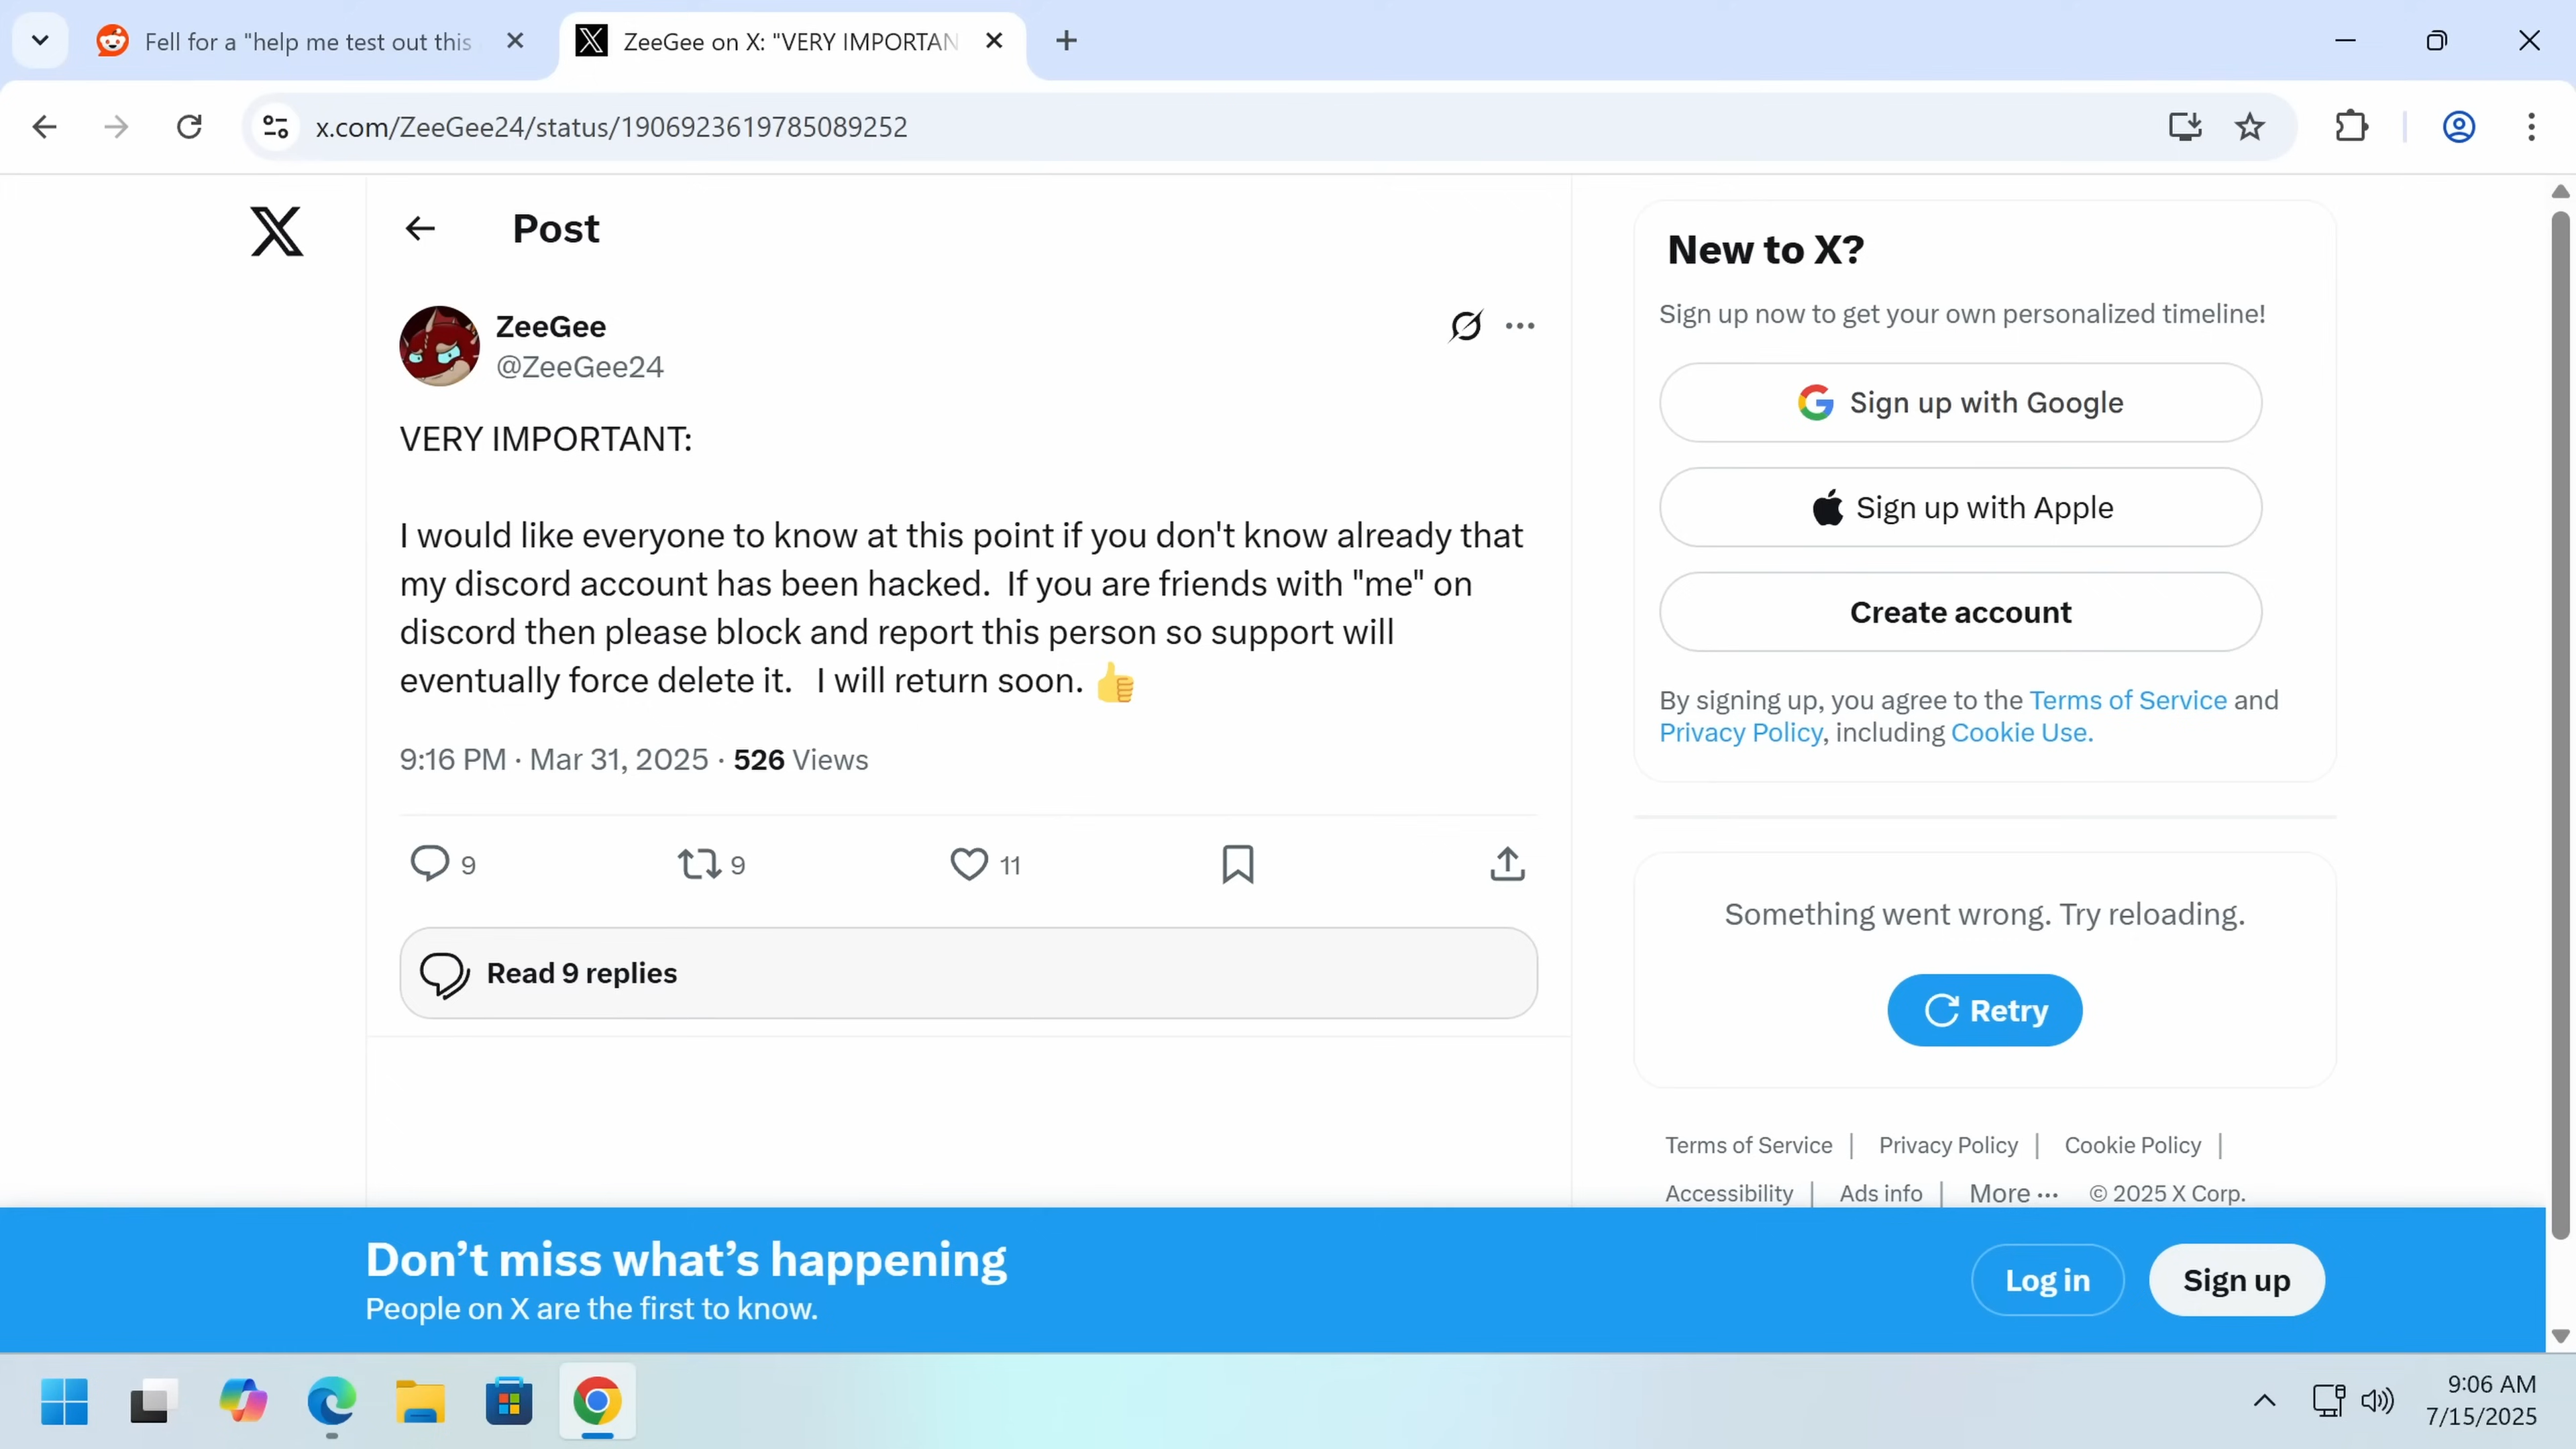 Fell for a "help me test out this
ZeeGee on X: "VERY IMPORTAN
x.com/ZeeGee24/status/1906923619785089252
Post
ZeeGee
@ZeeGee24
VERY IMPORTANT:
I would like everyone to know at this point if you don't know already that
my discord account has been hacked.  If you are friends with "me" on
discord then please block and report this person so support will
eventually force delete it.   I will return soon. 👍
9:16 PM · Mar 31, 2025 · 526 Views
9 9 11
Read 9 replies
New to X?
Sign up now to get your own personalized timeline!
Sign up with Google
Sign up with Apple
Create account
By signing up, you agree to the Terms of Service and
Privacy Policy, including Cookie Use.
Something went wrong. Try reloading.
Retry
Terms of Service | Privacy Policy | Cookie Policy |
Accessibility | Ads info | More ··· © 2025 X Corp.
Don’t miss what’s happening
People on X are the first to know.
Log in
Sign up
9:06 AM
7/15/2025